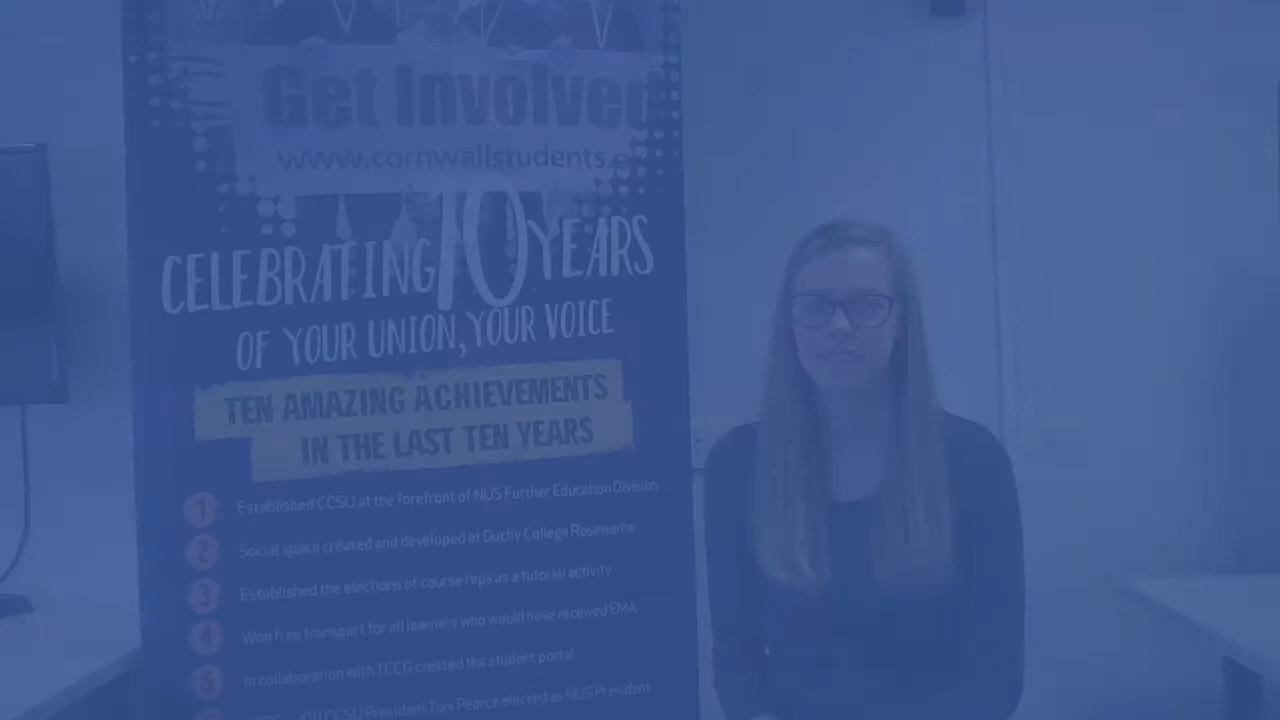 Get Involved
www.cornwallstudents.
CELEBRATING 10 YEARS
OF YOUR UNION, YOUR VOICE
TEN AMAZING ACHIEVEMENTS
IN THE LAST TEN YEARS
1 Established CCSU at the forefront of NUS Further Education Division
2 Social space created and developed at Duchy College Rosewarne
3 Established the elections of course reps as a tutorial activity
4 Won free transport for all learners who would have received EMA
5 In collaboration with TCCG created the student portal
CCSU President Toni Pearce elected as NUS President